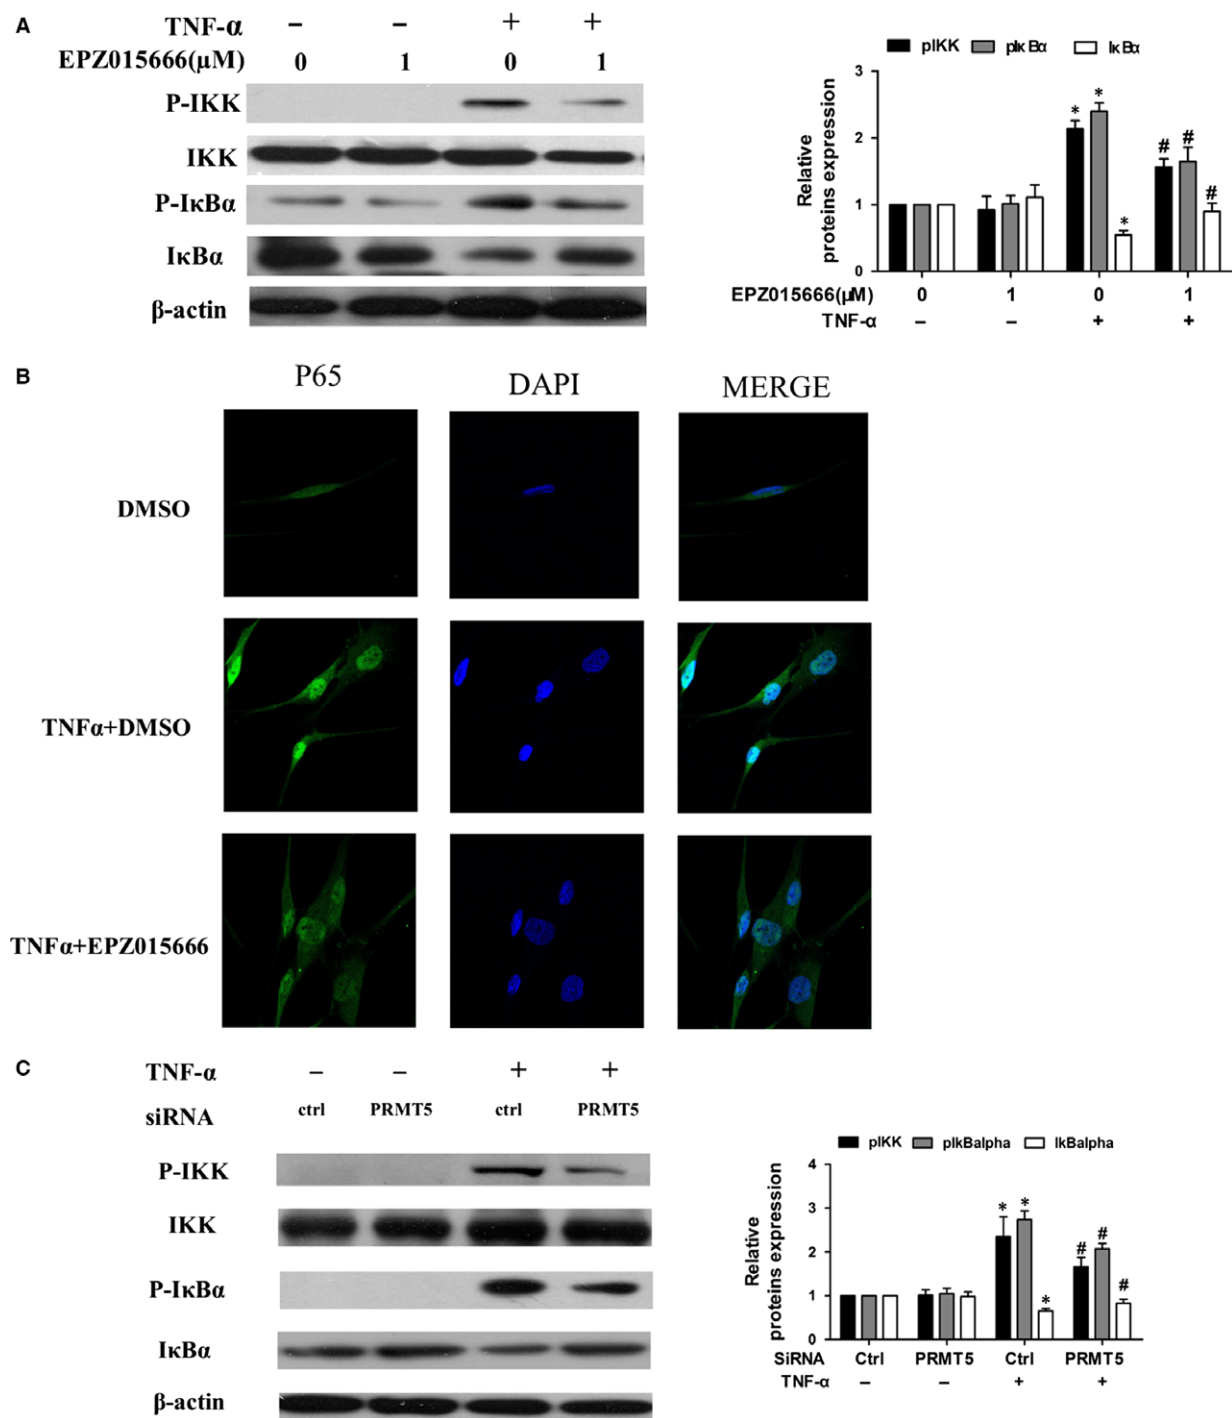 A
TNF-α – – + +
EPZ015666(μM) 0 1 0 1
P-IKK
IKK
P-IκBα
IκBα
β-actin
pIKK pIκBα IκBα
Relative
proteins expression
3
2
1
0
* * *
# # #
EPZ015666(μM) 0 1 0 1
TNF-α – – + +
B
P65 DAPI MERGE
DMSO
TNFα+DMSO
TNFα+EPZ015666
C
TNF-α – – + +
siRNA ctrl PRMT5 ctrl PRMT5
P-IKK
IKK
P-IκBα
IκBα
β-actin
pIKK pIkBalpha IkBalpha
Relative
proteins expression
4
3
2
1
0
* * *
# # #
SiRNA Ctrl PRMT5 Ctrl PRMT5
TNF-α – – + +